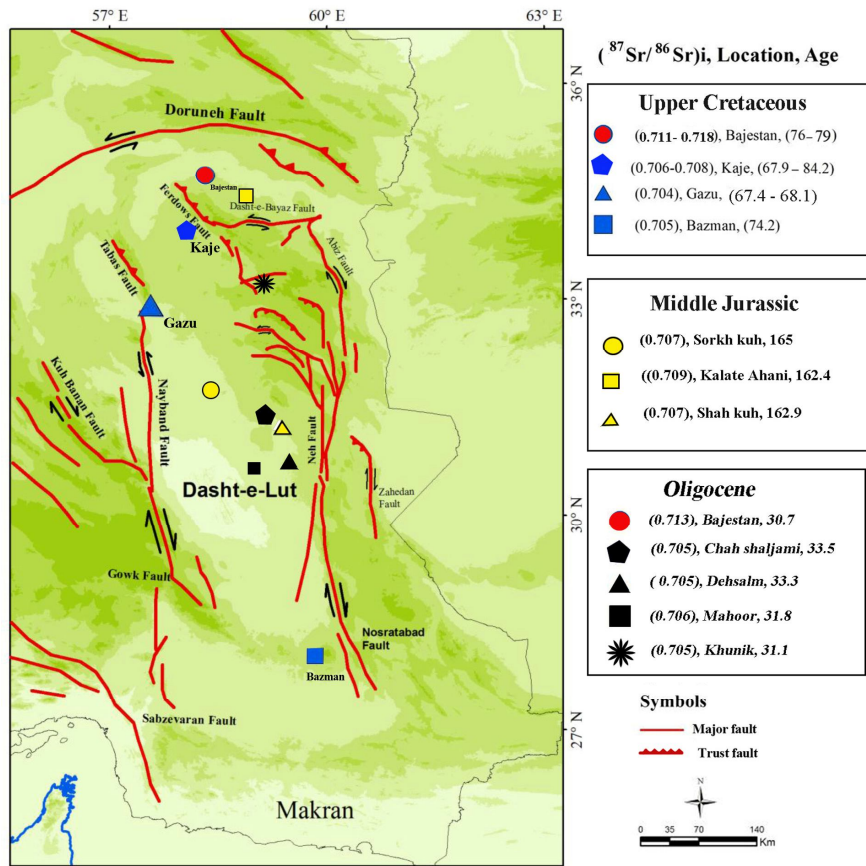 57° E
60° E
63° E
36° N
33° N
30° N
27° N
Doruneh Fault
Bajestan
Ferdows Fault
Dasht-e-Bayaz Fault
Kaje
Abiz Fault
Tabas Fault
Gazu
Kuh Banan Fault
Nayband Fault
Neh Fault
Dasht-e-Lut
Zahedan
Fault
Gowk Fault
Nosratabad
Fault
Bazman
Sabzevaran Fault
Makran
( ⁸⁷Sr/ ⁸⁶Sr)i, Location, Age
Upper Cretaceous
(0.711- 0.718), Bajestan, (76–79)
(0.706-0.708), Kaje, (67.9 – 84.2)
(0.704), Gazu, (67.4 - 68.1)
(0.705), Bazman, (74.2)
Middle Jurassic
(0.707), Sorkh kuh, 165
((0.709), Kalate Ahani, 162.4
(0.707), Shah kuh, 162.9
Oligocene
(0.713), Bajestan, 30.7
(0.705), Chah shaljami, 33.5
( 0.705), Dehsalm, 33.3
(0.706), Mahoor, 31.8
(0.705), Khunik, 31.1
Symbols
Major fault
Trust fault
N
0 35 70 140
Km